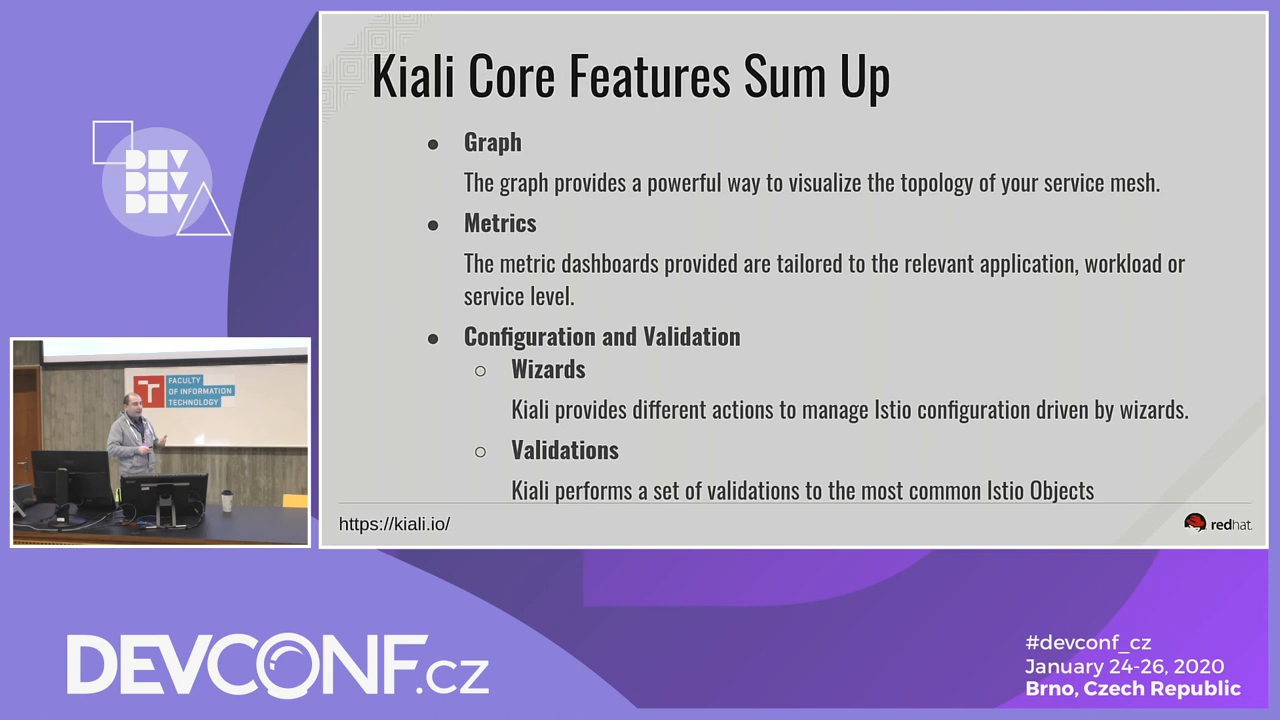 DEV
DEV
DEV
Kiali Core Features Sum Up
● Graph
The graph provides a powerful way to visualize the topology of your service mesh.
● Metrics
The metric dashboards provided are tailored to the relevant application, workload or
service level.
● Configuration and Validation
○ Wizards
Kiali provides different actions to manage Istio configuration driven by wizards.
○ Validations
Kiali performs a set of validations to the most common Istio Objects
https://kiali.io/
redhat.
T
FACULTY
OF INFORMATION
TECHNOLOGY
DEVCONF.cz
#devconf_cz
January 24-26, 2020
Brno, Czech Republic